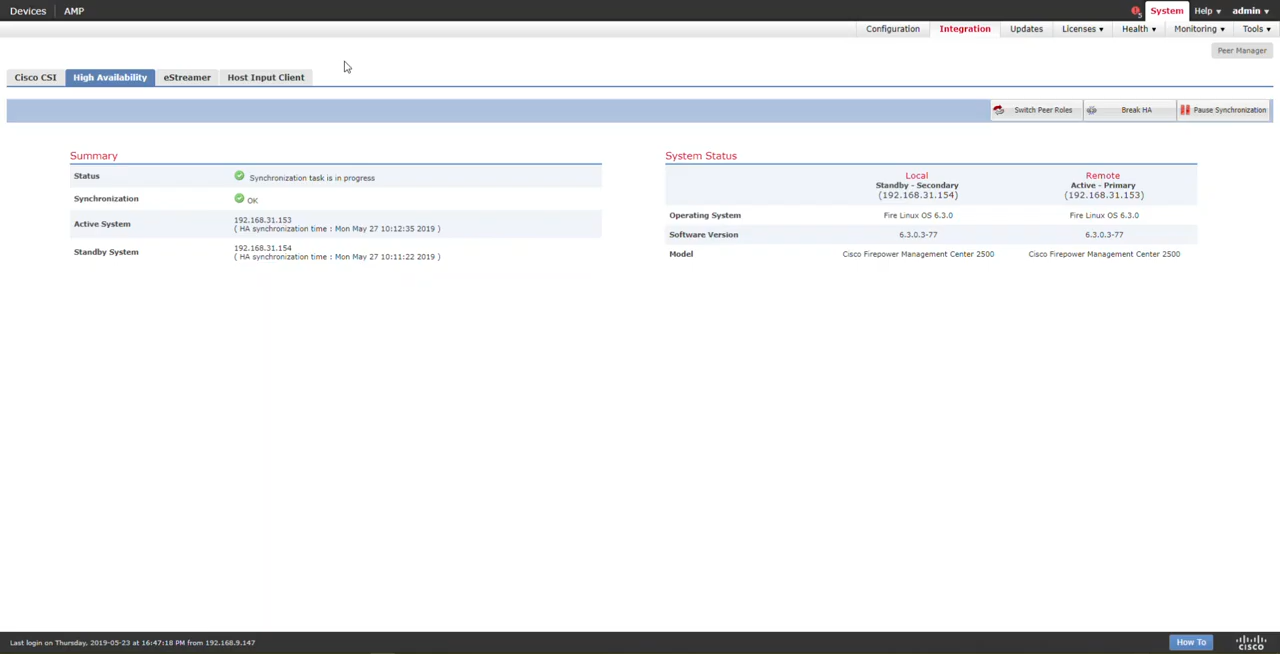 Devices AMP 5 System Help ▾ admin ▾
Configuration Integration Updates Licenses ▾ Health ▾ Monitoring ▾ Tools ▾
Peer Manager
Cisco CSI High Availability eStreamer Host Input Client
Switch Peer Roles Break HA Pause Synchronization
Summary
Status Synchronization task is in progress
Synchronization OK
Active System 192.168.31.153
( HA synchronization time : Mon May 27 10:12:35 2019 )
Standby System 192.168.31.154
( HA synchronization time : Mon May 27 10:11:22 2019 )
System Status
Local Remote
Standby - Secondary Active - Primary
(192.168.31.154) (192.168.31.153)
Operating System Fire Linux OS 6.3.0 Fire Linux OS 6.3.0
Software Version 6.3.0.3-77 6.3.0.3-77
Model Cisco Firepower Management Center 2500 Cisco Firepower Management Center 2500
Last login on Thursday, 2019-05-23 at 16:47:18 PM from 192.168.9.147
How To
CISCO